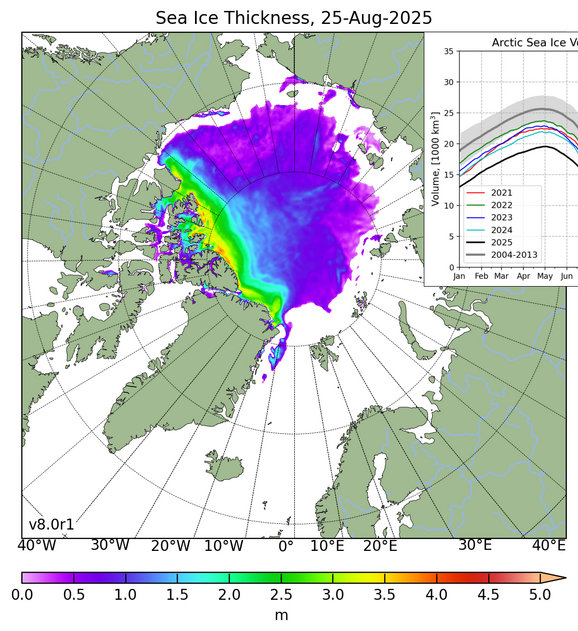 Sea Ice Thickness, 25-Aug-2025
Arctic Sea Ice Vo
Volume, [1000 km³]
35
30
25
20
15
10
5
0
2021
2022
2023
2024
2025
2004-2013
Jan Feb Mar Apr May Jun
v8.0r1
40°W 30°W 20°W 10°W 0° 10°E 20°E 30°E 40°E
0.0 0.5 1.0 1.5 2.0 2.5 3.0 3.5 4.0 4.5 5.0
m